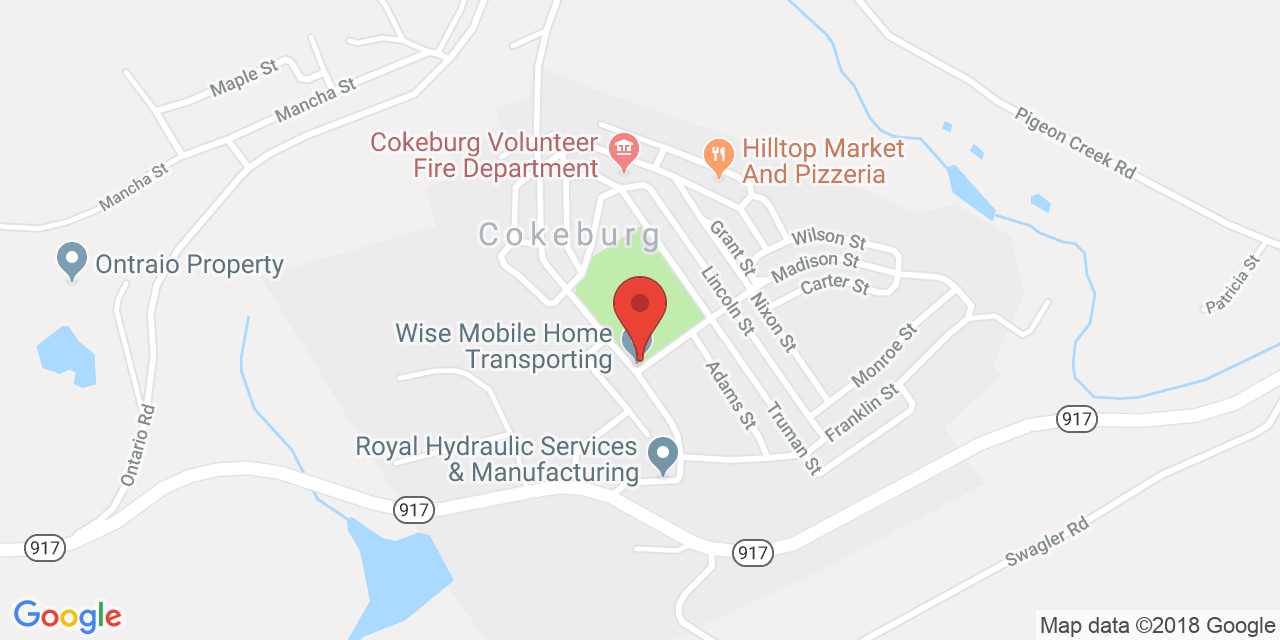 Maple St
Mancha St
Mancha St
Pigeon Creek Rd
Cokeburg Volunteer
Fire Department
Hilltop Market
And Pizzeria
Cokeburg
Grant St
Wilson St
Madison St
Carter St
Ontraio Property
Patricia St
Lincoln St
Nixon St
Wise Mobile Home
Transporting
Monroe St
Adams St
Franklin St
Truman St
Ontario Rd
Royal Hydraulic Services
& Manufacturing
917
917
917
917
Swagler Rd
Google
Map data ©2018 Google